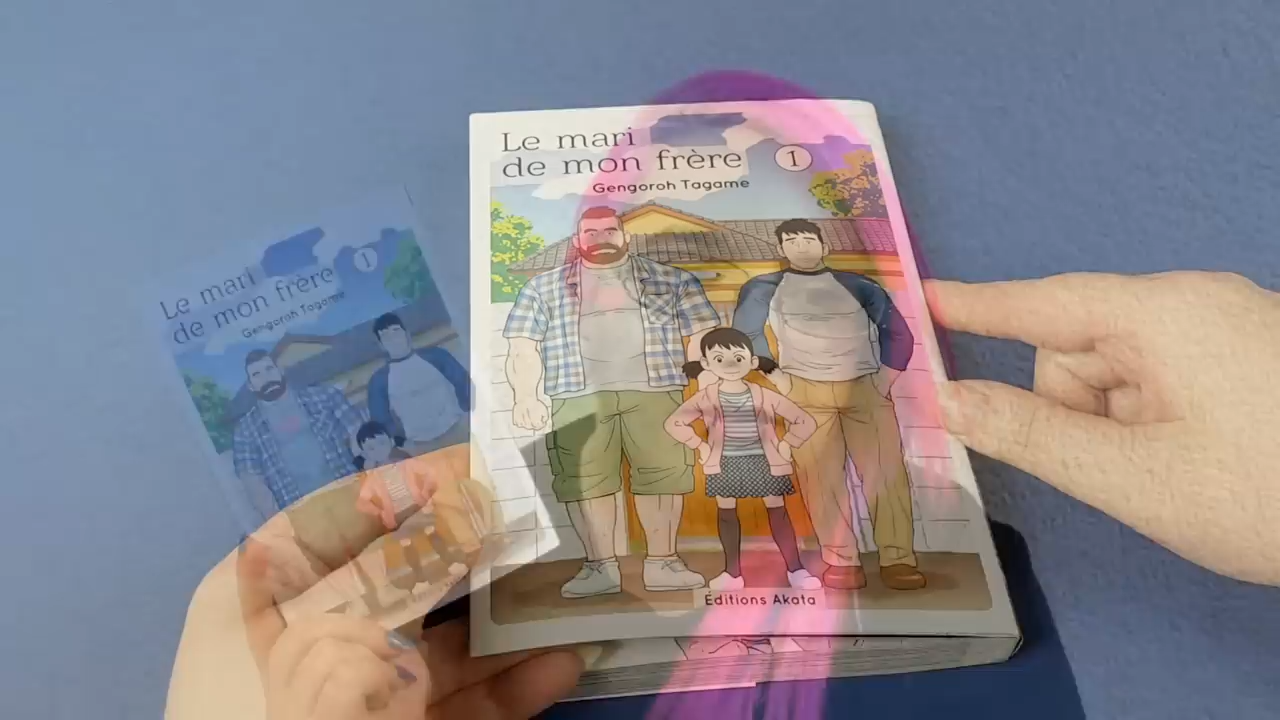 Le mari
de mon frère 1
Gengoroh Tagame
Éditions Akata
Le mari
de mon frère 1
Gengoroh Tagame